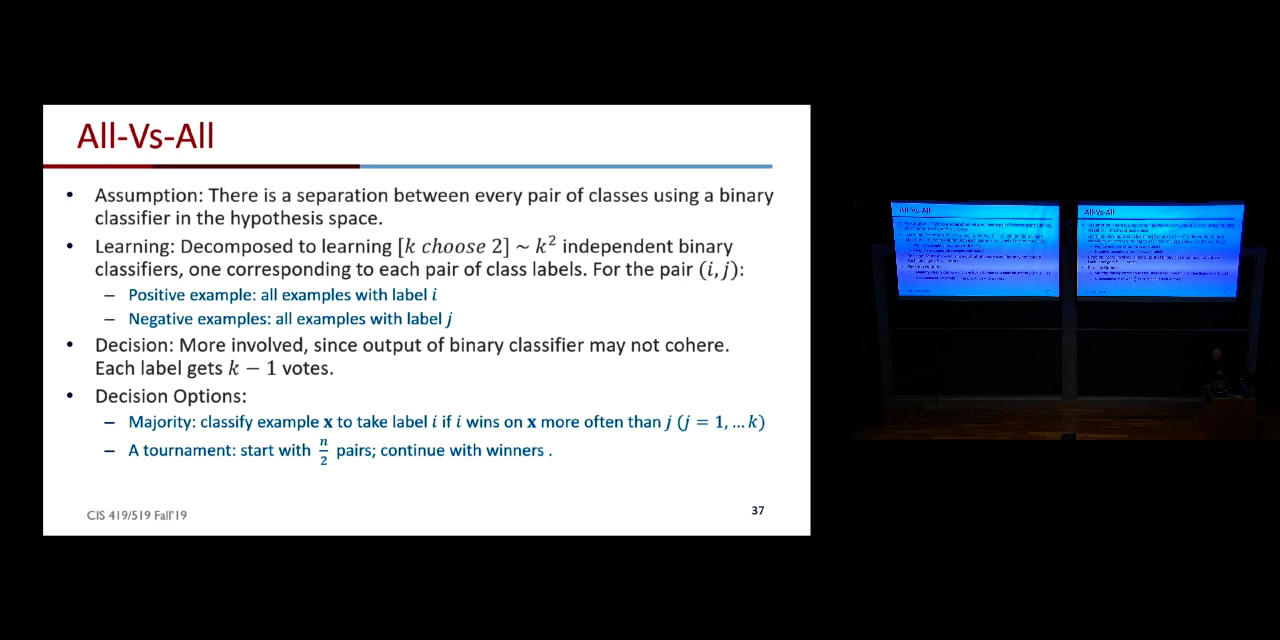 All-Vs-All
• Assumption: There is a separation between every pair of classes using a binary
classifier in the hypothesis space.
• Learning: Decomposed to learning [k choose 2] ~ k² independent binary
classifiers, one corresponding to each pair of class labels. For the pair (i, j):
– Positive example: all examples with label i
– Negative examples: all examples with label j
• Decision: More involved, since output of binary classifier may not cohere.
Each label gets k − 1 votes.
• Decision Options:
– Majority: classify example x to take label i if i wins on x more often than j (j = 1, … k)
– A tournament: start with n/2 pairs; continue with winners .
CIS 419/519 Fall'19
37
All-Vs-All
All-Vs-All